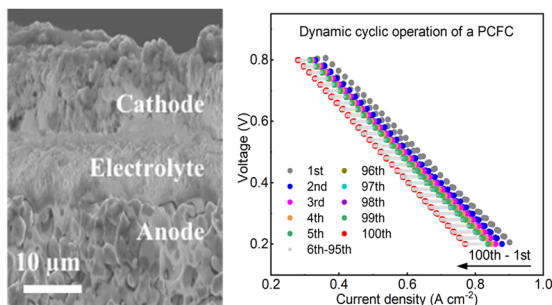 Cathode
Electrolyte
Anode
10 μm
Dynamic cyclic operation of a PCFC
Voltage (V)
0.8
0.6
0.4
0.2
1st
96th
2nd
97th
3rd
98th
4th
99th
5th
100th
6th-95th
100th - 1st
0.2
0.4
0.6
0.8
1.0
Current density (A cm⁻²)